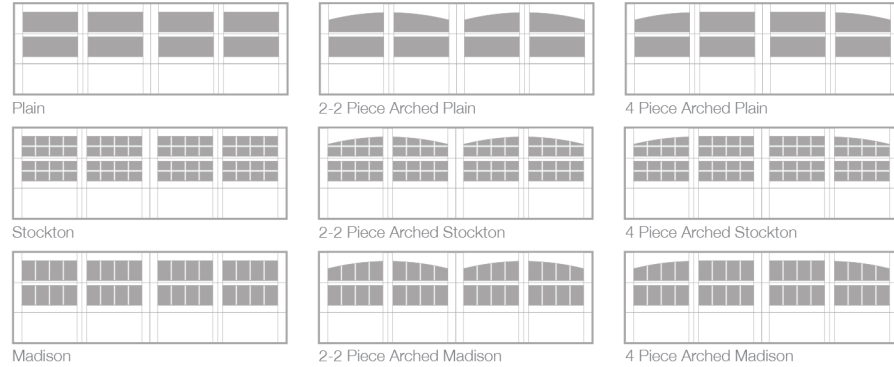 Plain
2-2 Piece Arched Plain
4 Piece Arched Plain
Stockton
2-2 Piece Arched Stockton
4 Piece Arched Stockton
Madison
2-2 Piece Arched Madison
4 Piece Arched Madison